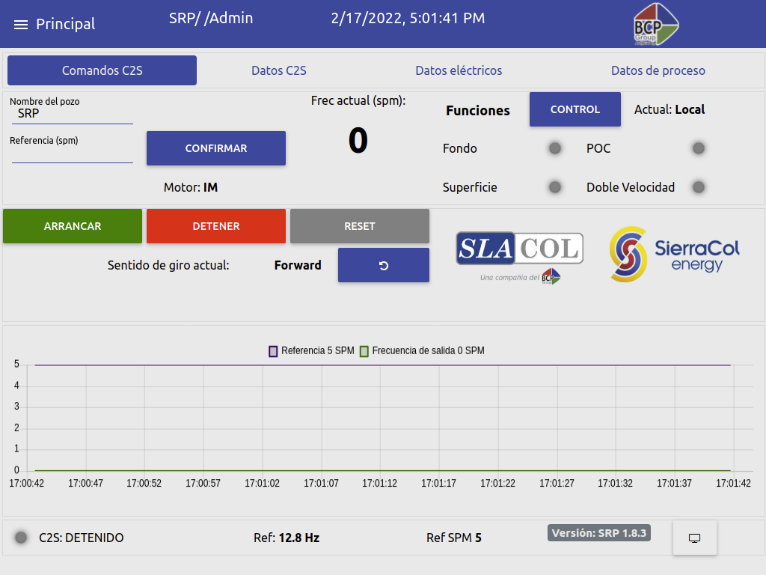 Principal
SRP/ /Admin
2/17/2022, 5:01:41 PM
BCP
Group
Comandos C2S
Datos C2S
Datos eléctricos
Datos de proceso
Nombre del pozo
SRP
Referencia (spm)
CONFIRMAR
Motor: IM
Frec actual (spm):
0
Funciones
CONTROL
Actual: Local
Fondo
POC
Superficie
Doble Velocidad
ARRANCAR
DETENER
RESET
Sentido de giro actual:
Forward
SLACOL
Una compañía del BCP
SierraCol
energy
Referencia 5 SPM
Frecuencia de salida 0 SPM
5
4
3
2
1
0
17:00:42 17:00:47 17:00:52 17:00:57 17:01:02 17:01:07 17:01:12 17:01:17 17:01:22 17:01:27 17:01:32 17:01:37 17:01:42
C2S: DETENIDO
Ref: 12.8 Hz
Ref SPM 5
Versión: SRP 1.8.3